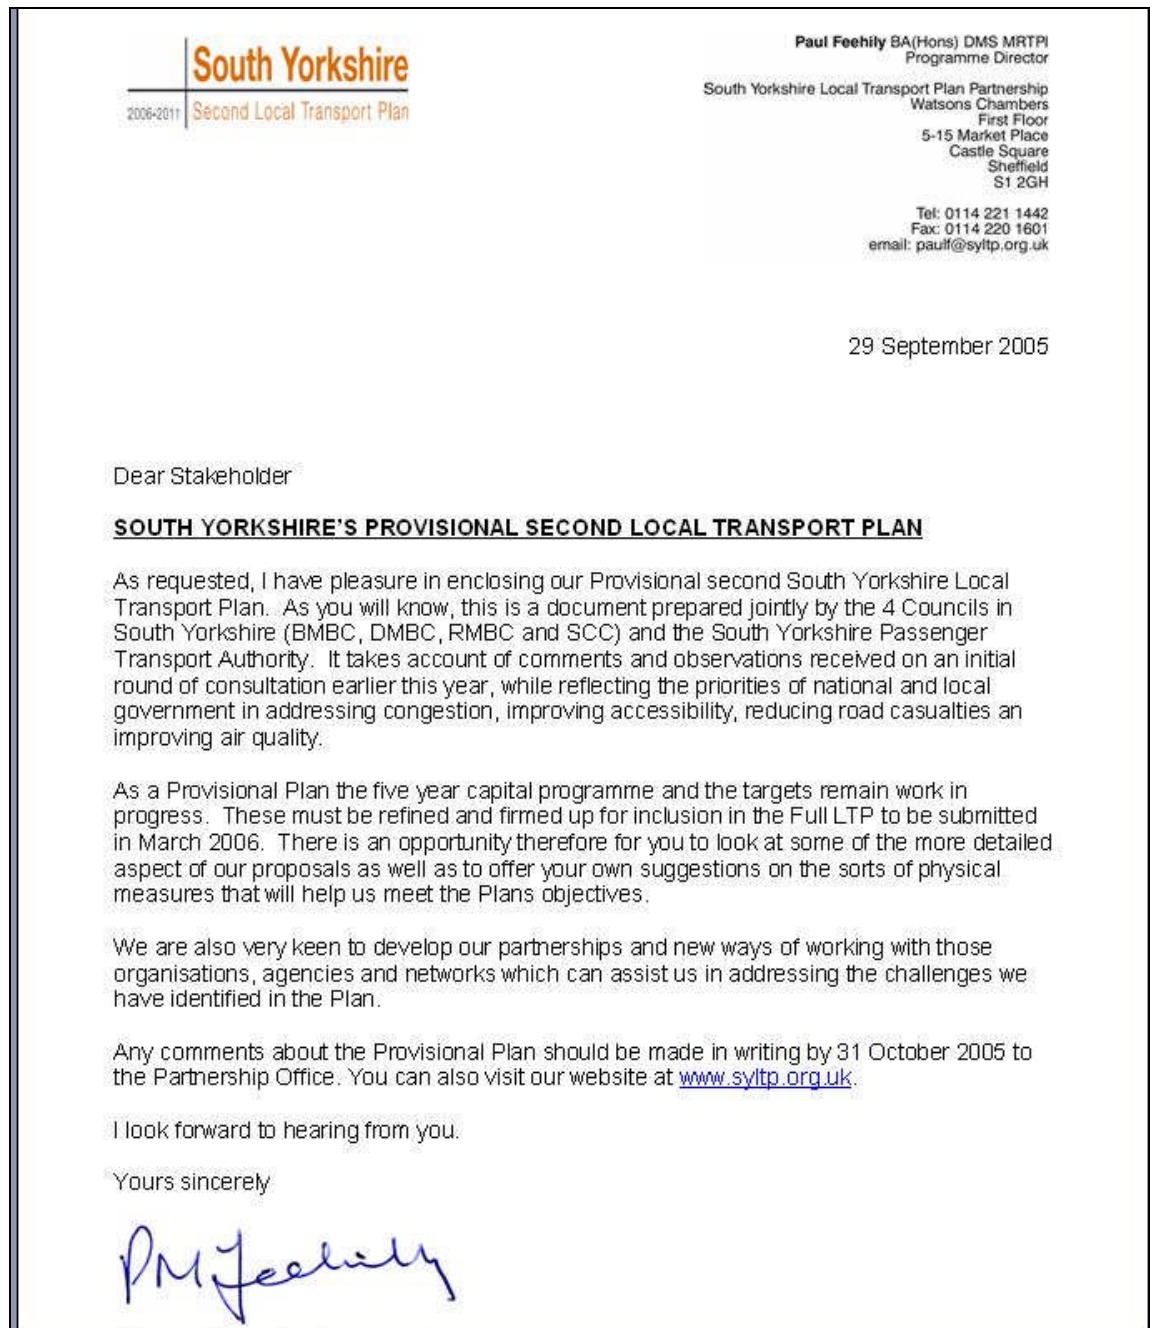 South Yorkshire
2006-2011 Second Local Transport Plan
Paul Feehily BA(Hons) DMS MRTPI
Programme Director
South Yorkshire Local Transport Plan Partnership
Watsons Chambers
First Floor
5-15 Market Place
Castle Square
Sheffield
S1 2GH
Tel: 0114 221 1442
Fax: 0114 220 1601
email: paulf@syltp.org.uk
29 September 2005
Dear Stakeholder
SOUTH YORKSHIRE'S PROVISIONAL SECOND LOCAL TRANSPORT PLAN
As requested, I have pleasure in enclosing our Provisional second South Yorkshire Local
Transport Plan.  As you will know, this is a document prepared jointly by the 4 Councils in
South Yorkshire (BMBC, DMBC, RMBC and SCC) and the South Yorkshire Passenger
Transport Authority.  It takes account of comments and observations received on an initial
round of consultation earlier this year, while reflecting the priorities of national and local
government in addressing congestion, improving accessibility, reducing road casualties an
improving air quality.
As a Provisional Plan the five year capital programme and the targets remain work in
progress.  These must be refined and firmed up for inclusion in the Full LTP to be submitted
in March 2006.  There is an opportunity therefore for you to look at some of the more detailed
aspect of our proposals as well as to offer your own suggestions on the sorts of physical
measures that will help us meet the Plans objectives.
We are also very keen to develop our partnerships and new ways of working with those
organisations, agencies and networks which can assist us in addressing the challenges we
have identified in the Plan.
Any comments about the Provisional Plan should be made in writing by 31 October 2005 to
the Partnership Office. You can also visit our website at www.syltp.org.uk.
I look forward to hearing from you.
Yours sincerely
PM Feehily